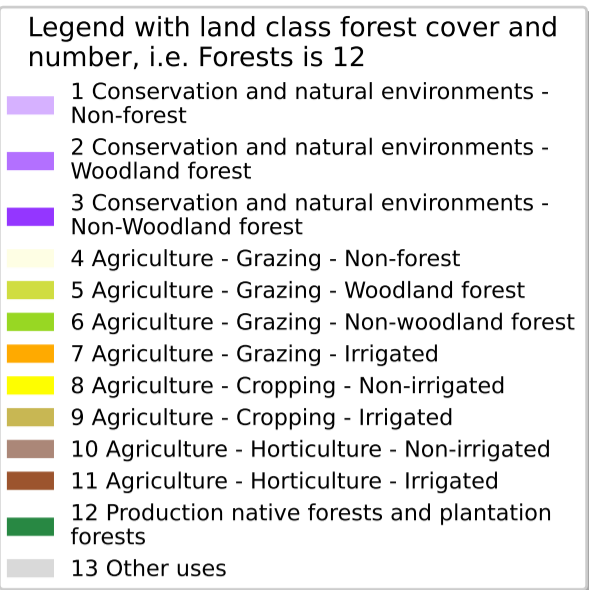 Legend with land class forest cover and
number, i.e. Forests is 12
1 Conservation and natural environments -
Non-forest
2 Conservation and natural environments -
Woodland forest
3 Conservation and natural environments -
Non-Woodland forest
4 Agriculture - Grazing - Non-forest
5 Agriculture - Grazing - Woodland forest
6 Agriculture - Grazing - Non-woodland forest
7 Agriculture - Grazing - Irrigated
8 Agriculture - Cropping - Non-irrigated
9 Agriculture - Cropping - Irrigated
10 Agriculture - Horticulture - Non-irrigated
11 Agriculture - Horticulture - Irrigated
12 Production native forests and plantation
forests
13 Other uses